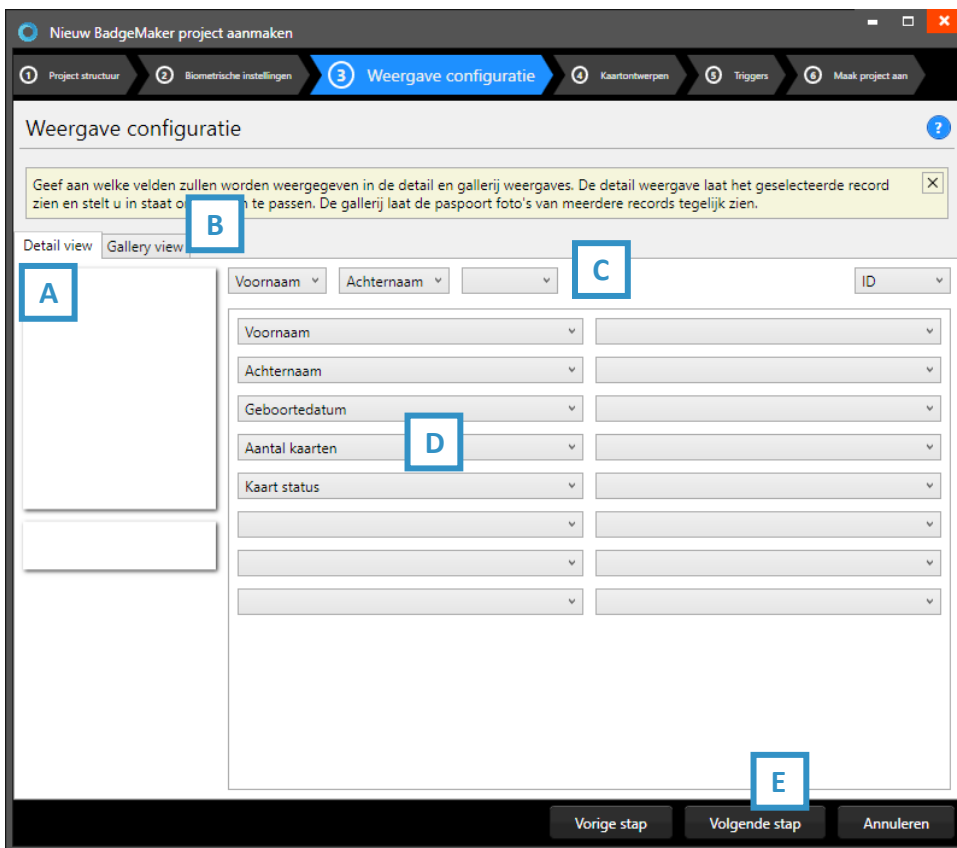 Nieuw BadgeMaker project aanmaken
1 Project structuur 2 Biometrische instellingen 3 Weergave configuratie 4 Kaartontwerpen 5 Triggers 6 Maak project aan
Weergave configuratie ?
Geef aan welke velden zullen worden weergegeven in de detail en gallerij weergaves. De detail weergave laat het geselecteerde record
zien en stelt u in staat te passen. De gallerij laat de paspoort foto's van meerdere records tegelijk zien.
B
Detail view Gallery view
A
Voornaam Achternaam C ID
Voornaam
Achternaam
Geboortedatum
Aantal kaarten D
Kaart status
E
Vorige stap Volgende stap Annuleren